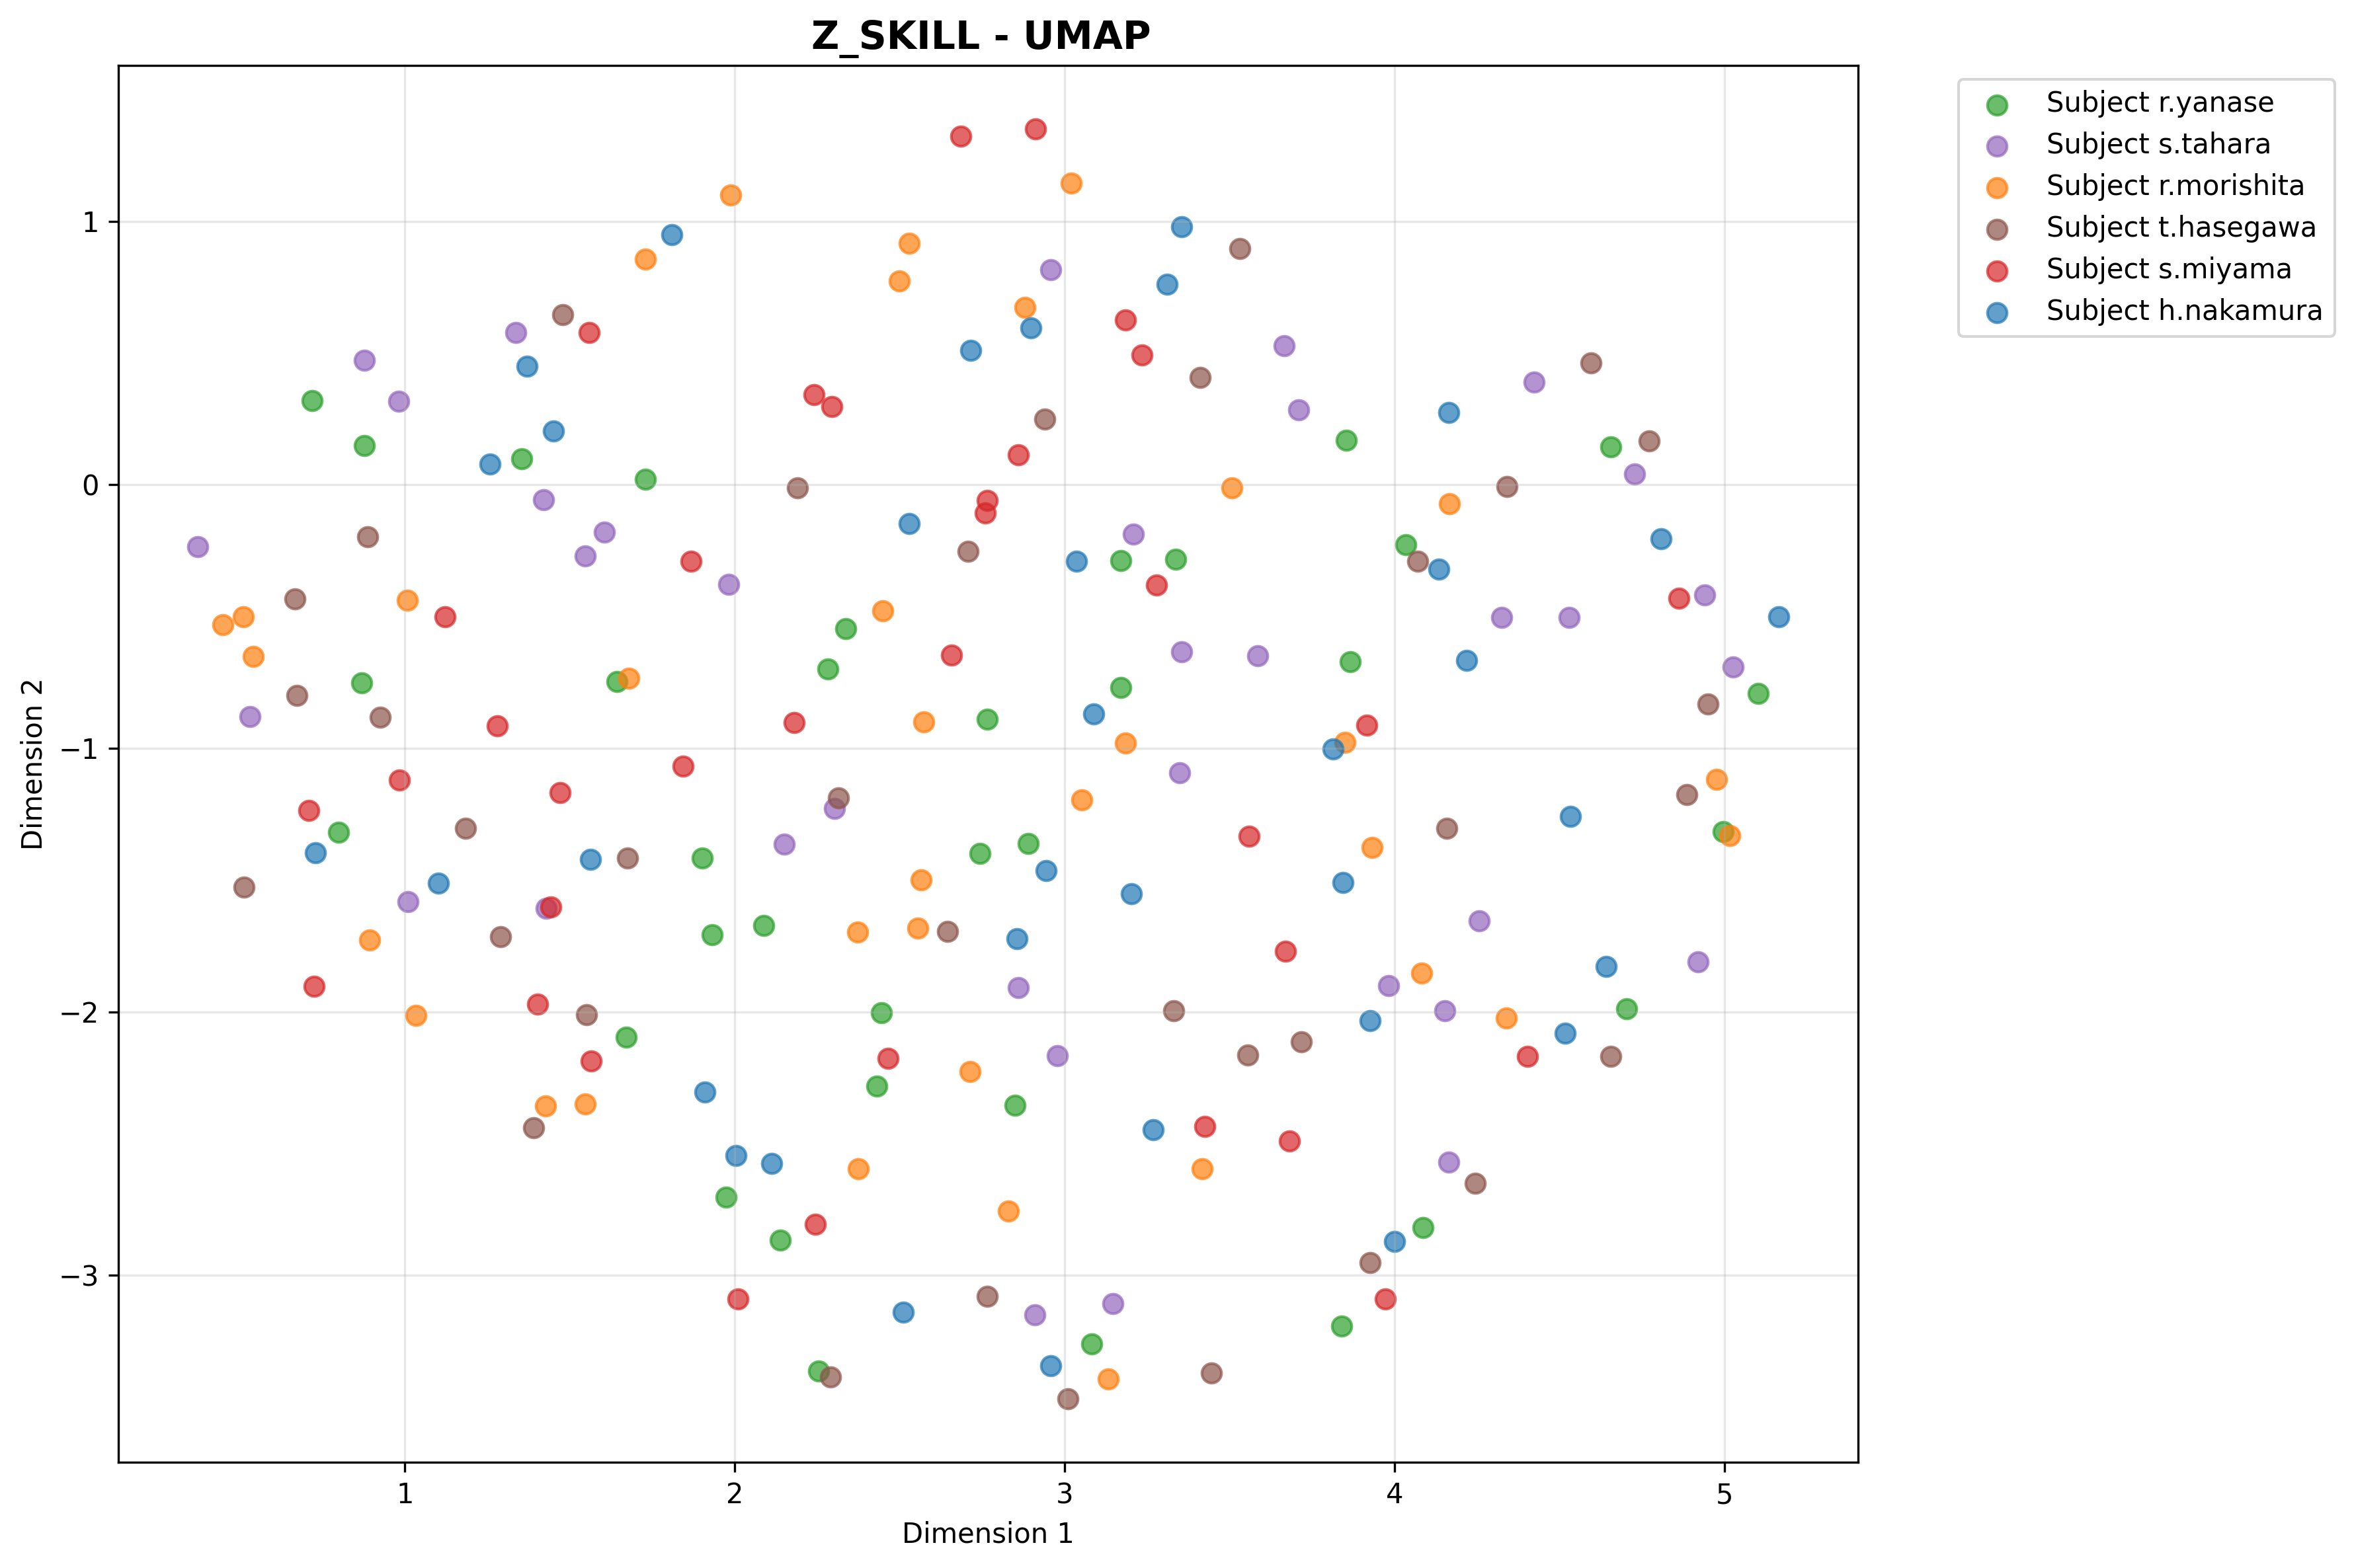 Z_SKILL - UMAP
Subject r.yanase
Subject s.tahara
Subject r.morishita
Subject t.hasegawa
Subject s.miyama
Subject h.nakamura
Dimension 2
1
0
−1
−2
−3
1
2
3
4
5
Dimension 1